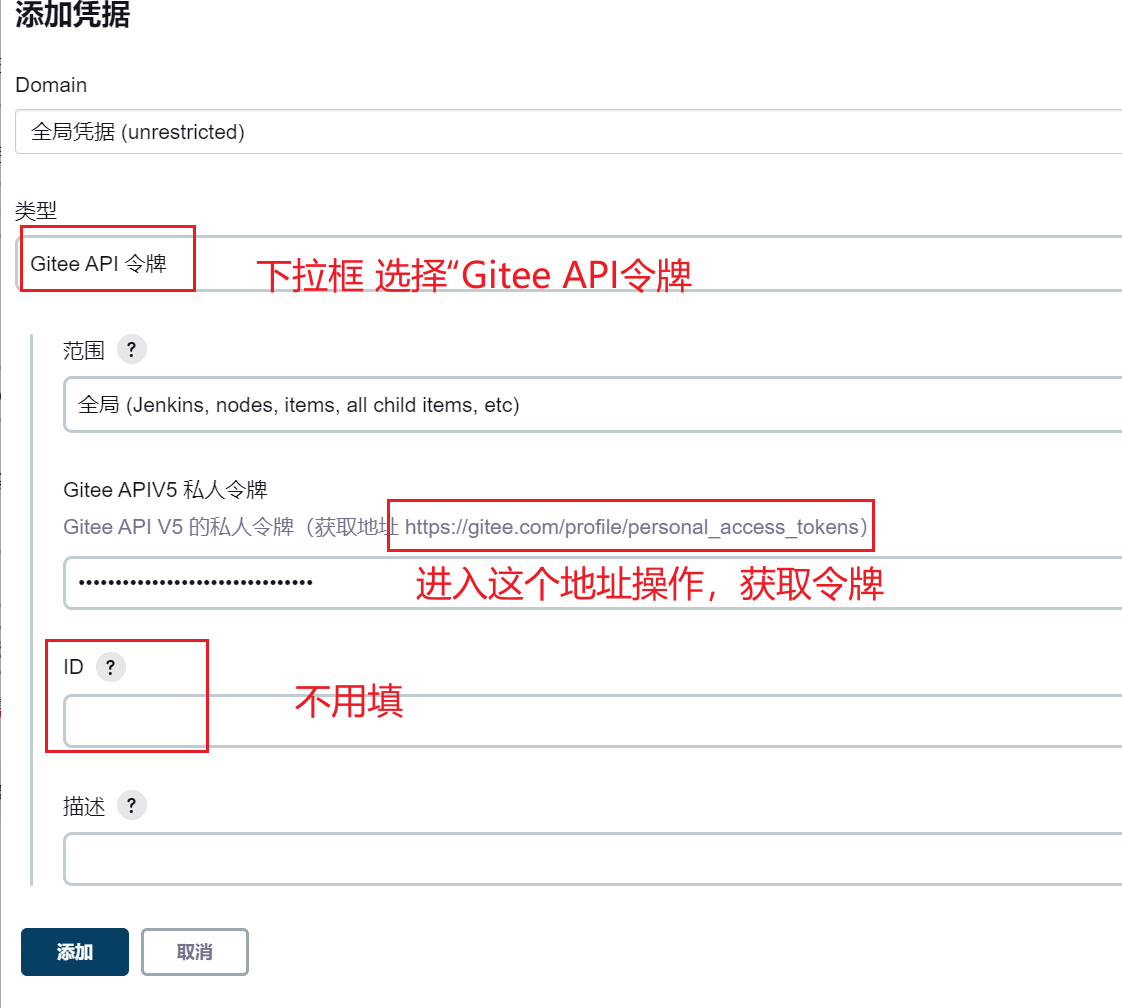 添加凭据
Domain
全局凭据 (unrestricted)
类型
Gitee API 令牌
下拉框 选择“Gitee API令牌
范围 ?
全局 (Jenkins, nodes, items, all child items, etc)
Gitee APIV5 私人令牌
Gitee API V5 的私人令牌（获取地址 https://gitee.com/profile/personal_access_tokens）
••••••••••••••••••••••••••••••••
进入这个地址操作，获取令牌
ID ?
不用填
描述 ?
添加 取消